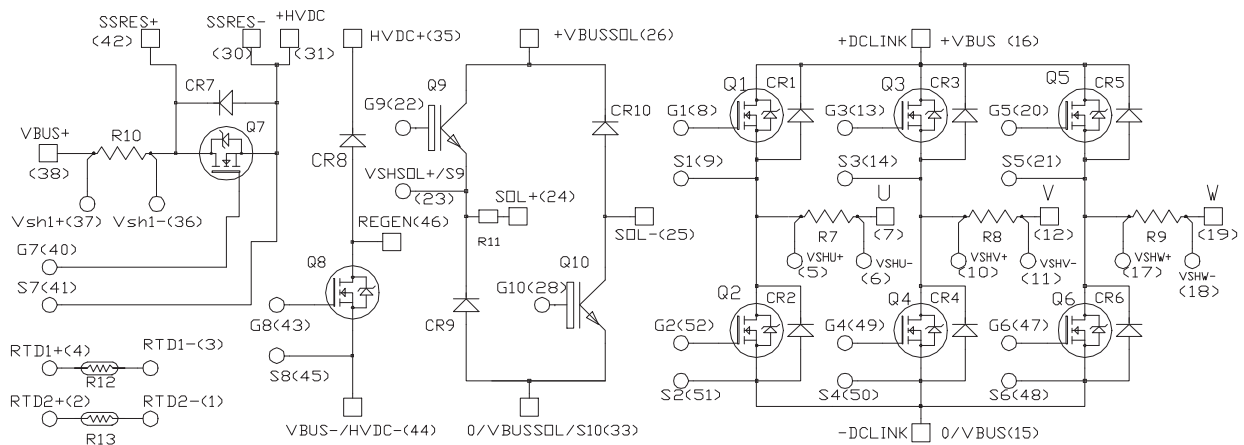 SSRES+
(42)
SSRES-
(30)
+HVDC
(31)
CR7
Q7
VBUS+
(38)
R10
Vsh1+(37)
Vsh1-(36)
G7(40)
S7(41)
RTD1+(4)
RTD1-(3)
R12
RTD2+(2)
RTD2-(1)
R13
HVDC+(35)
CR8
REGEN(46)
Q8
G8(43)
S8(45)
VBUS-/HVDC-(44)
+VBUSSOL(26)
Q9
G9(22)
VSHSOL+/S9
(23)
SOL+(24)
R11
CR10
SOL-(25)
Q10
G10(28)
CR9
0/VBUSSOL/S10(33)
+DCLINK
+VBUS (16)
Q1
CR1
G1(8)
S1(9)
Q3
CR3
G3(13)
S3(14)
Q5
CR5
G5(20)
S5(21)
U
(7)
R7
VSHU+
(5)
VSHU-
(6)
V
(12)
R8
VSHV+
(10)
VSHV-
(11)
W
(19)
R9
VSHW+
(17)
VSHW-
(18)
Q2
CR2
G2(52)
S2(51)
Q4
CR4
G4(49)
S4(50)
Q6
CR6
G6(47)
S6(48)
-DCLINK
0/VBUS(15)